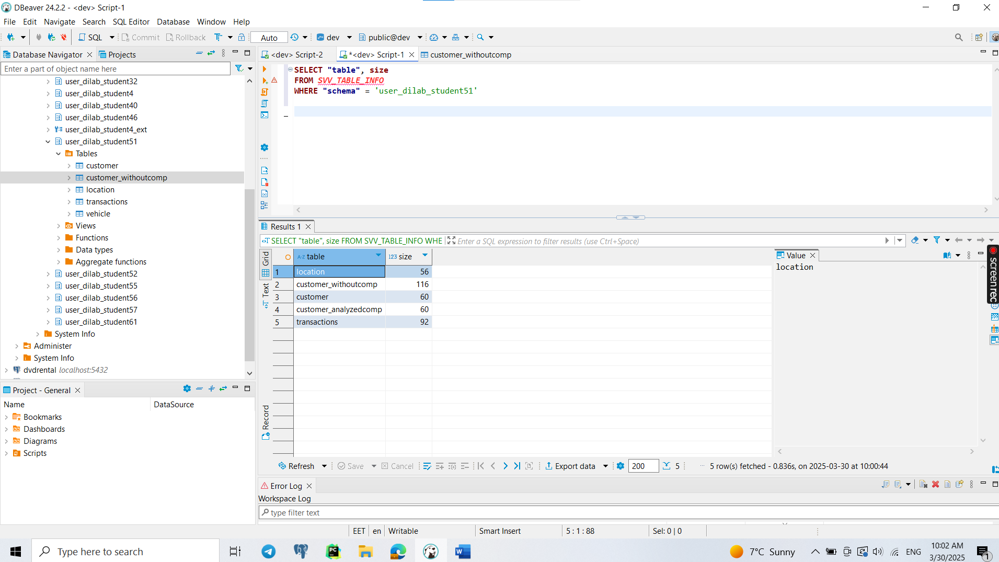 DBeaver 24.2.2 - <dev> Script-1
File Edit Navigate Search SQL Editor Database Window Help
SQL Commit Rollback Auto dev public@dev
Database Navigator Projects
Enter a part of object name here
user_dilab_student32
user_dilab_student4
user_dilab_student40
user_dilab_student46
user_dilab_student4_ext
user_dilab_student51
Tables
customer
customer_withoutcomp
location
transactions
vehicle
Views
Functions
Data types
Aggregate functions
user_dilab_student52
user_dilab_student55
user_dilab_student56
user_dilab_student57
user_dilab_student61
System Info
Administer
System Info
dvdrental localhost:5432
Project - General
Name DataSource
Bookmarks
Dashboards
Diagrams
Scripts
<dev> Script-2 *<dev> Script-1 customer_withoutcomp
SELECT "table", size
FROM SVV_TABLE_INFO
WHERE "schema" = 'user_dilab_student51'
Results 1
SELECT "table", size FROM SVV_TABLE_INFO WHE Enter a SQL expression to filter results (use Ctrl+Space)
Grid
Text
Record
A-Z table 123 size
1 location 56
2 customer_withoutcomp 116
3 customer 60
4 customer_analyzedcomp 60
5 transactions 92
Value
location
screenrec
Refresh Save Cancel Export data 200 5 5 row(s) fetched - 0.836s, on 2025-03-30 at 10:00:44
Error Log
Workspace Log
type filter text
EET en Writable Smart Insert 5 : 1 : 88 Sel: 0 | 0
Type here to search
PC
W
7°C Sunny
ENG
10:02 AM
3/30/2025
1